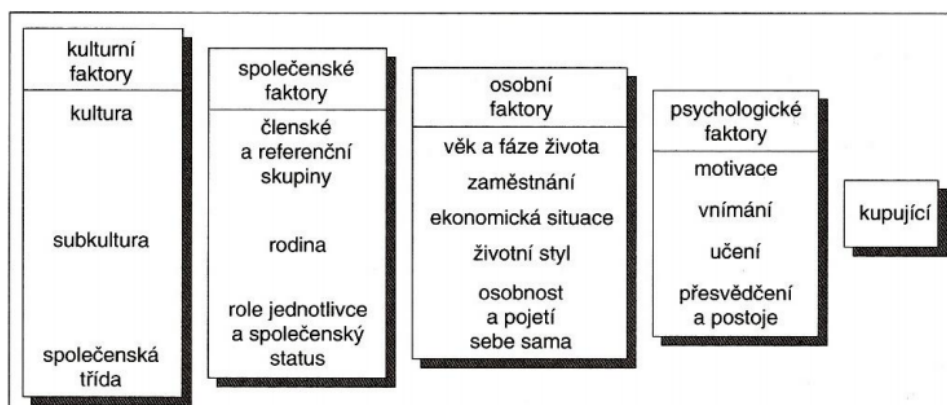 kulturní
faktory
kultura
subkultura
společenská
třída
společenské
faktory
členské
a referenční
skupiny
rodina
role jednotlivce
a společenský
status
osobní
faktory
věk a fáze života
zaměstnání
ekonomická situace
životní styl
osobnost
a pojetí
sebe sama
psychologické
faktory
motivace
vnímání
učení
přesvědčení
a postoje
kupující